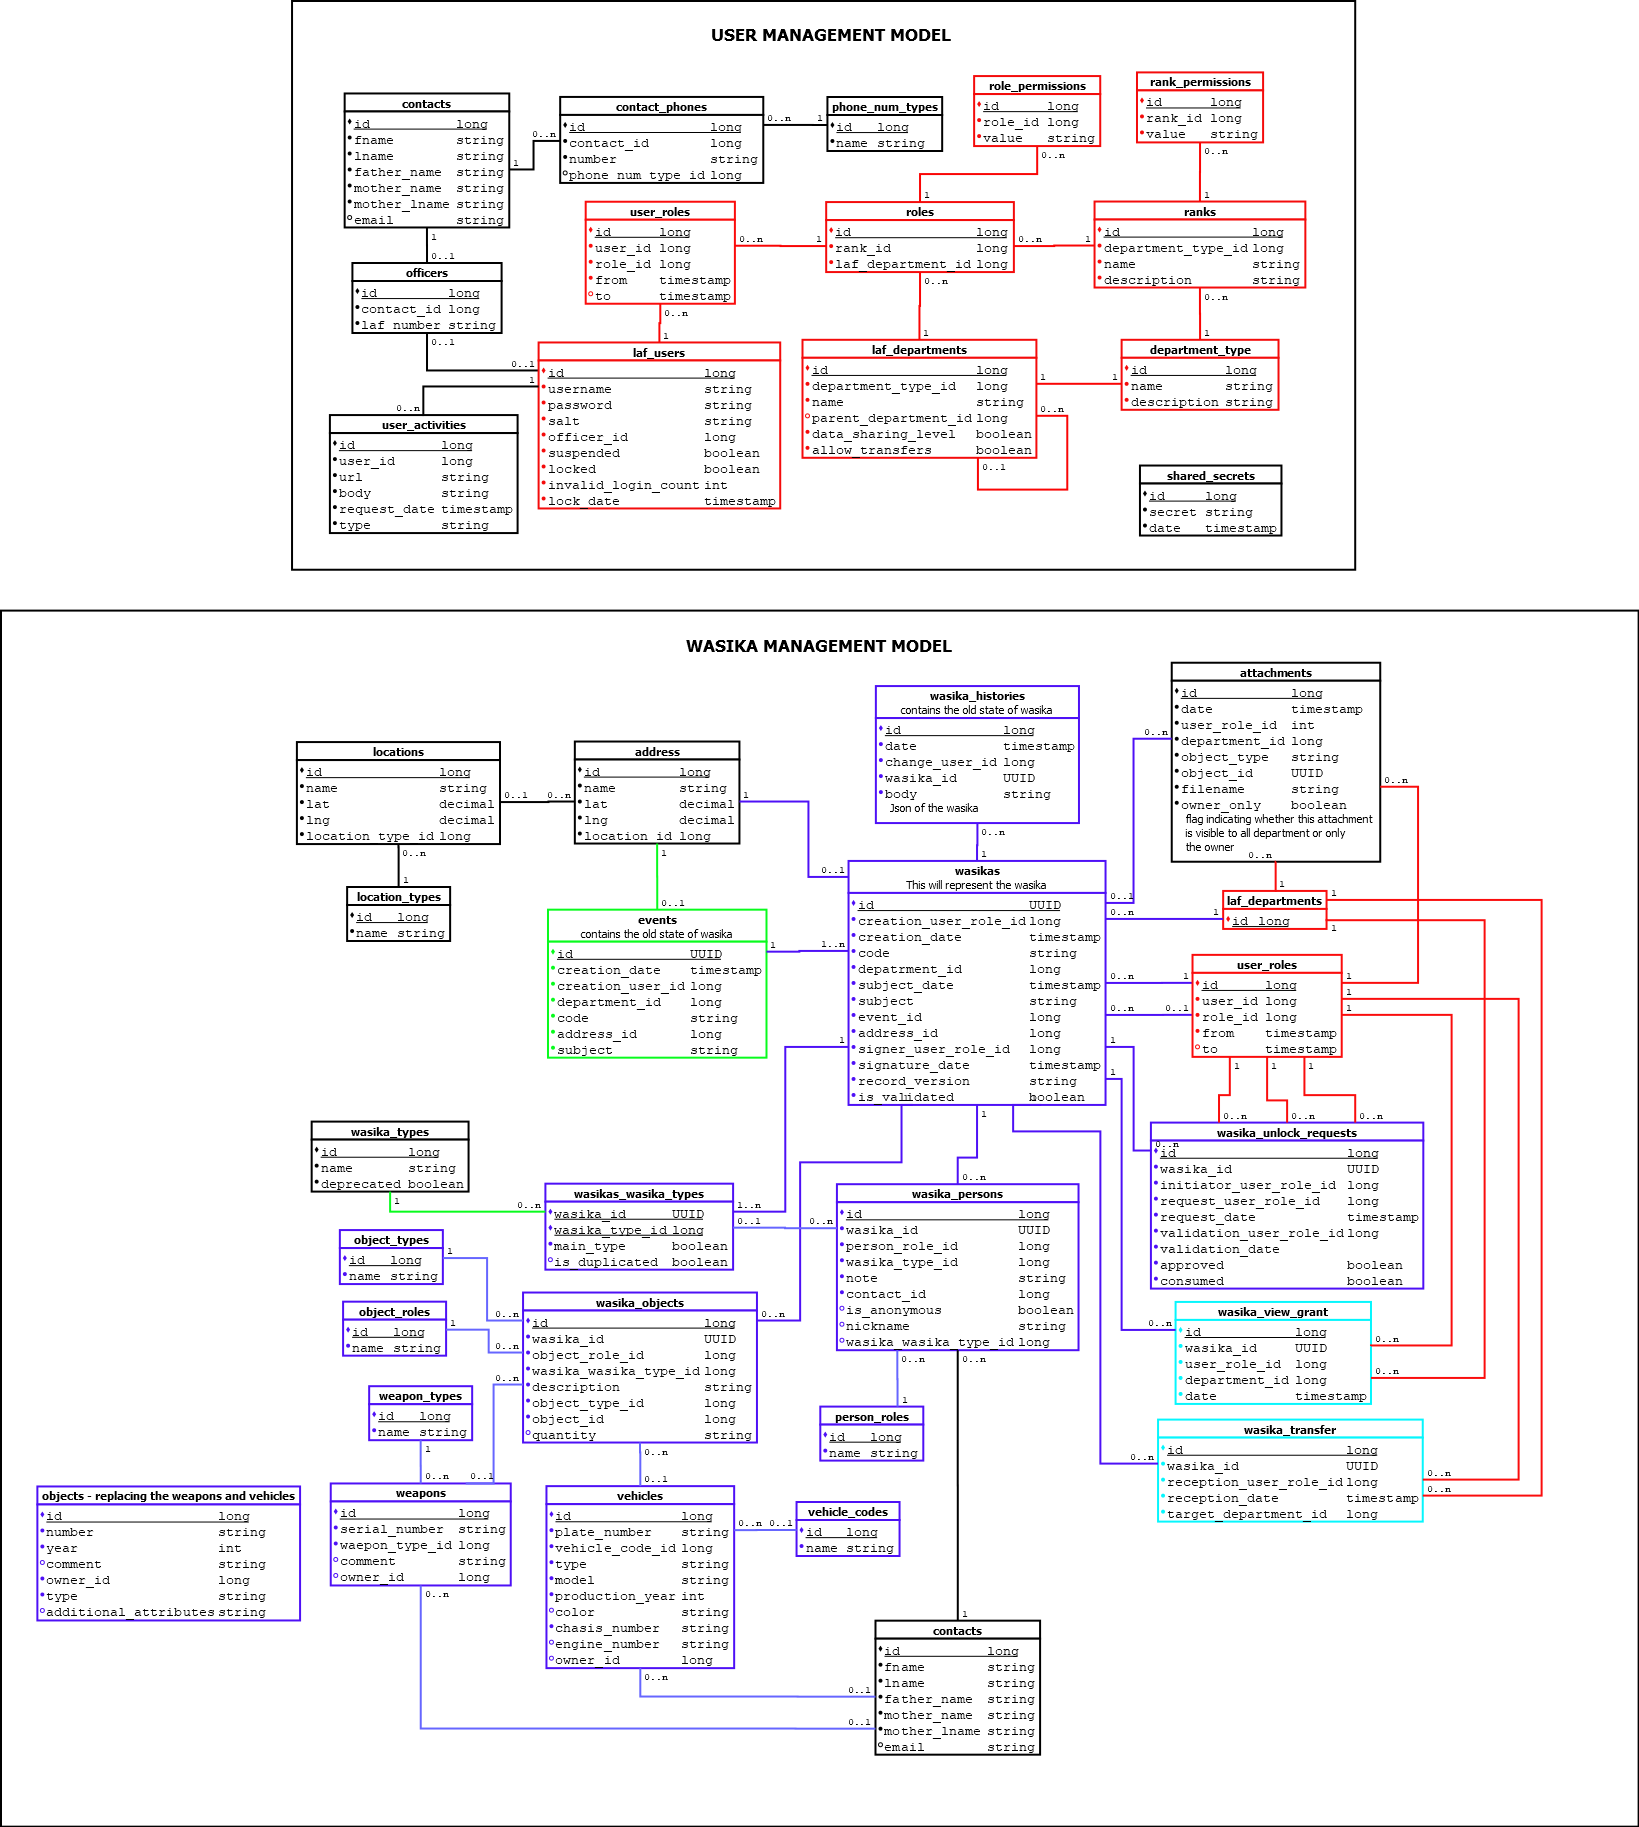 USER MANAGEMENT MODEL
contacts
id long
fname string
lname string
father_name string
mother_name string
mother_lname string
email string
contact_phones
id long
contact_id long
number string
phone_num_type_id long
phone_num_types
id long
name string
role_permissions
id long
role_id long
value string
rank_permissions
id long
rank_id long
value string
0..n
1
0..n
1
0..n
0..n
1
1
1
0..1
user_roles
id long
user_id long
role_id long
from timestamp
to timestamp
0..n
1
roles
id long
rank_id long
laf_department_id long
0..n
1
ranks
id long
department_type_id long
name string
description string
officers
id long
contact_id long
laf_number string
0..1
0..1
1
0..n
0..n
1
0..n
1
0..n
1
laf_users
id long
username string
password string
salt string
officer_id long
suspended boolean
locked boolean
invalid_login_count int
lock_date timestamp
laf_departments
id long
department_type_id long
name string
parent_department_id long
data_sharing_level boolean
allow_transfers boolean
1
1
0..n
0..1
department_type
id long
name string
description string
user_activities
id long
user_id long
url string
body string
request_date timestamp
type string
shared_secrets
id long
secret string
date timestamp
WASIKA MANAGEMENT MODEL
wasika_histories
contains the old state of wasika
id long
date timestamp
change_user_id long
wasika_id UUID
body string
Json of the wasika
0..n
1
attachments
id long
date timestamp
user_role_id int
department_id long
object_type string
object_id UUID
filename string
owner_only boolean
flag indicating whether this attachment
is visible to all department or only
the owner
0..n
0..n
0..n
1
locations
id long
name string
lat decimal
lng decimal
location_type_id long
0..1
0..n
address
id long
name string
lat decimal
lng decimal
location_id long
1
0..1
0..n
1
location_types
id long
name string
1
0..1
events
contains the old state of wasika
id UUID
creation_date timestamp
creation_user_id long
department_id long
code string
address_id long
subject string
1
1..n
wasikas
This will represent the wasika
id UUID
creation_user_role_id long
creation_date timestamp
code string
depatrment_id long
subject_date timestamp
subject string
event_id long
address_id long
signer_user_role_id long
signature_date timestamp
record_version string
is_validated boolean
0..1
0..n
1
0..n
1
0..n
0..1
1
1
1
1
laf_departments
id long
1
1
user_roles
id long
user_id long
role_id long
from timestamp
to timestamp
1
1
1
1
1
1
0..n
0..n
0..n
wasika_unlock_requests
0..n
id long
wasika_id UUID
initiator_user_role_id long
request_user_role_id long
request_date timestamp
validation_user_role_id long
validation_date
approved boolean
consumed boolean
wasika_types
id long
name string
deprecated boolean
1
0..n
wasikas_wasika_types
wasika_id UUID
wasika_type_id long
main_type boolean
is_duplicated boolean
1..n
0..1
0..n
0..n
wasika_persons
id long
wasika_id UUID
person_role_id long
wasika_type_id long
note string
contact_id long
is_anonymous boolean
nickname string
wasika_wasika_type_id long
object_types
id long
name string
1
0..n
object_roles
id long
name string
1
0..n
0..n
wasika_objects
id long
wasika_id UUID
object_role_id long
wasika_wasika_type_id long
description string
object_type_id long
object_id long
quantity string
0..n
wasika_view_grant
id long
wasika_id UUID
user_role_id long
department_id long
date timestamp
0..n
0..n
0..n
weapon_types
id long
name string
1
0..n
0..1
0..n
0..1
0..n
1
0..n
person_roles
id long
name string
wasika_transfer
id long
wasika_id UUID
reception_user_role_id long
reception_date timestamp
target_department_id long
0..n
0..n
0..n
objects - replacing the weapons and vehicles
id long
number string
year int
comment string
owner_id long
type string
additional_attributes string
weapons
id long
serial_number string
waepon_type_id long
comment string
owner_id long
0..n
vehicles
id long
plate_number string
vehicle_code_id long
type string
model string
production_year int
color string
chasis_number string
engine_number string
owner_id long
0..n
0..1
vehicle_codes
id long
name string
0..n
0..1
0..1
1
contacts
id long
fname string
lname string
father_name string
mother_name string
mother_lname string
email string